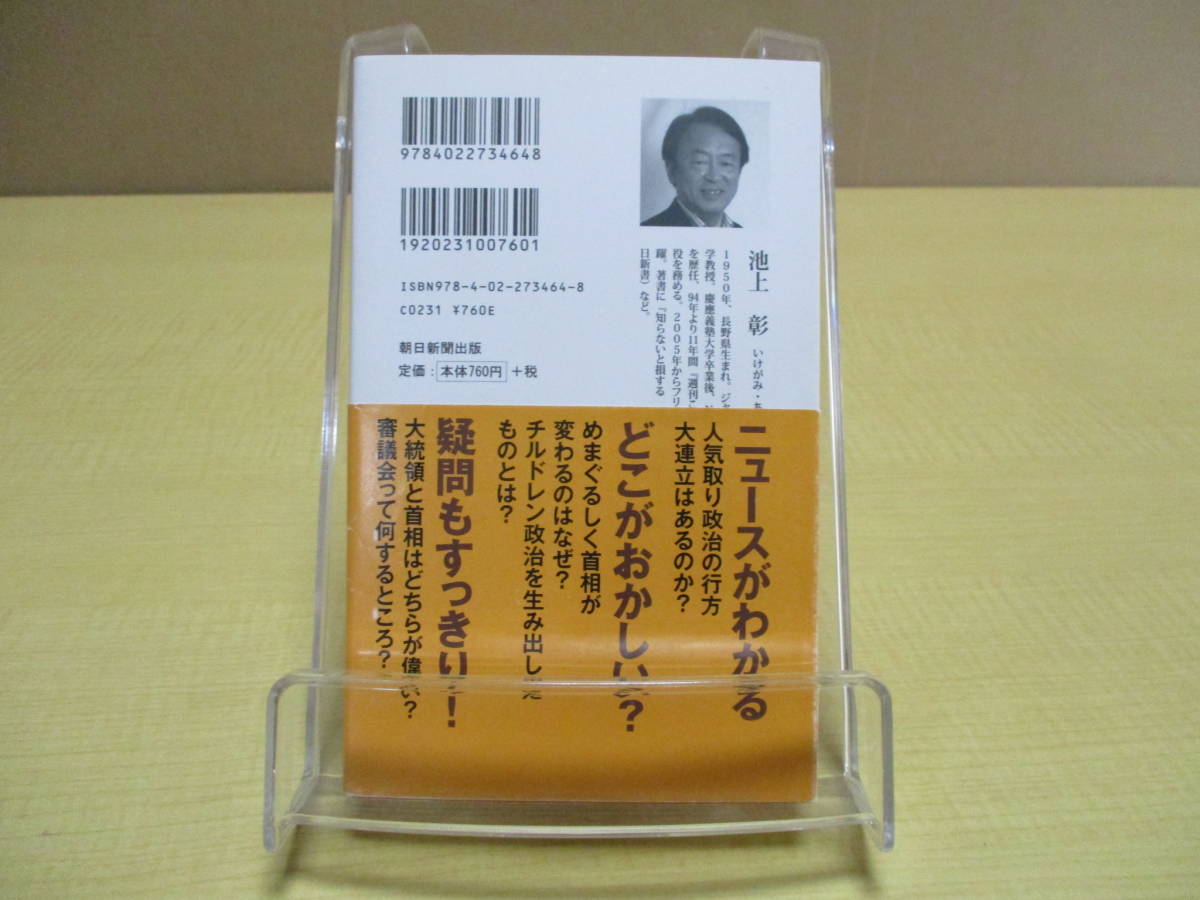 9784022734648
1920231007601
ISBN978-4-02-273464-8
C0231 ¥760E
朝日新聞出版
定価：本体760円＋税
池上 彰
いけがみ・あ
1950年、長野県生まれ。ジャ
学教授。慶應義塾大学卒業後、
を歴任、94年より11年間『週刊こ
役を務める。2005年からフリ
躍。著書に『知らないと損する
日新書）など。
ニュースがわかる
人気取り政治の行方
大連立はあるのか？
どこがおかしい？
めまぐるしく首相が
変わるのはなぜ？
チルドレン政治を生み出した
ものとは？
疑問もすっきり！
大統領と首相はどちらが偉い？
審議会って何するところ？